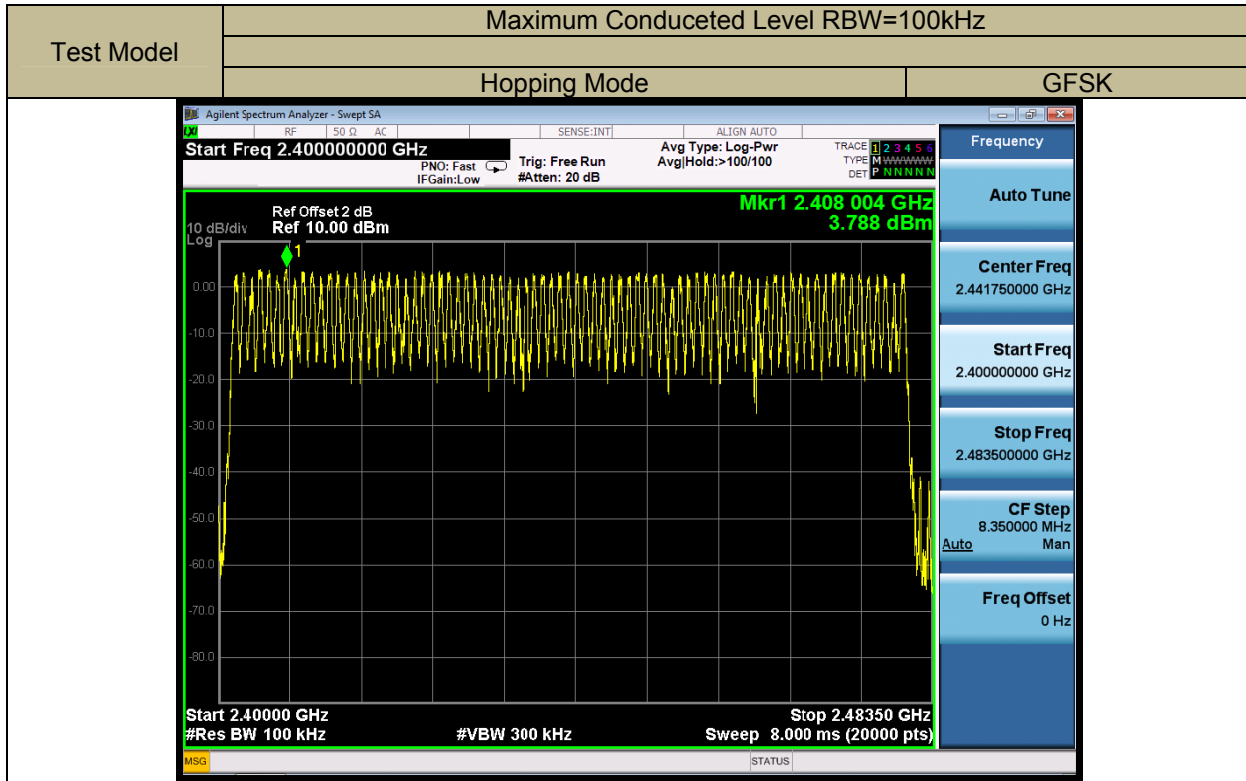 Maximum Conduceted Level RBW=100kHz
Test Model
Hopping Mode GFSK
Agilent Spectrum Analyzer - Swept SA
LXI RF 50 Ω AC SENSE:INT ALIGN AUTO
Start Freq 2.400000000 GHz
PNO: Fast
IFGain:Low
Trig: Free Run
#Atten: 20 dB
Avg Type: Log-Pwr
Avg|Hold:>100/100
TRACE 1 2 3 4 5 6
TYPE M WWWWW
DET P N N N N N
Mkr1 2.408 004 GHz
3.788 dBm
Ref Offset 2 dB
10 dB/div Ref 10.00 dBm
Log
1
0.00
-10.0
-20.0
-30.0
-40.0
-50.0
-60.0
-70.0
-80.0
Start 2.40000 GHz Stop 2.48350 GHz
#Res BW 100 kHz #VBW 300 kHz Sweep 8.000 ms (20000 pts)
MSG STATUS
Frequency
Auto Tune
Center Freq
2.441750000 GHz
Start Freq
2.400000000 GHz
Stop Freq
2.483500000 GHz
CF Step
8.350000 MHz
Auto Man
Freq Offset
0 Hz